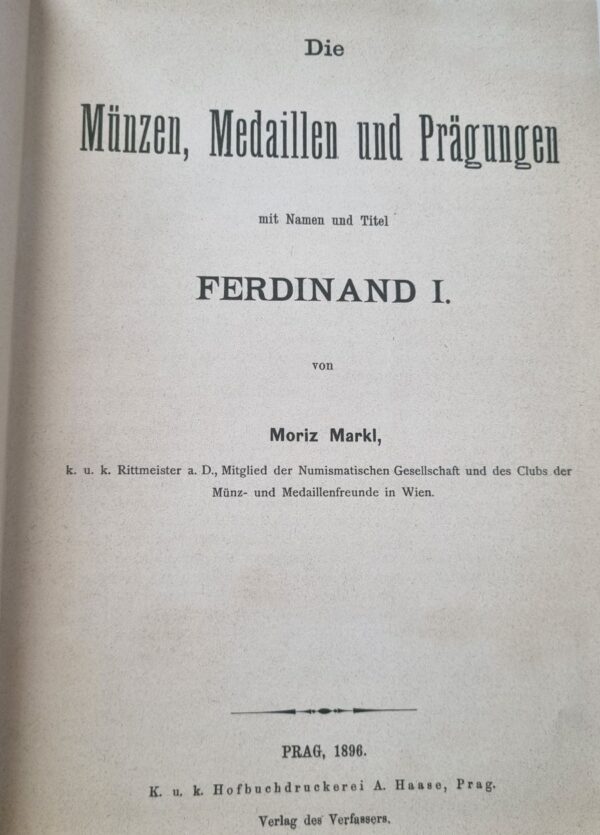 Die
Münzen, Medaillen und Prägungen
mit Namen und Titel
FERDINAND I.
von
Moriz Markl,
k. u. k. Rittmeister a. D., Mitglied der Numismatischen Gesellschaft und des Clubs der
Münz- und Medaillenfreunde in Wien.
PRAG, 1896.
K. u. k. Hofbuchdruckerei A. Haase, Prag.
Verlag des Verfassers.